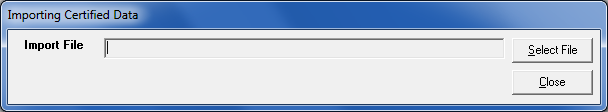 Importing Certified Data
Import File
Select File
Close